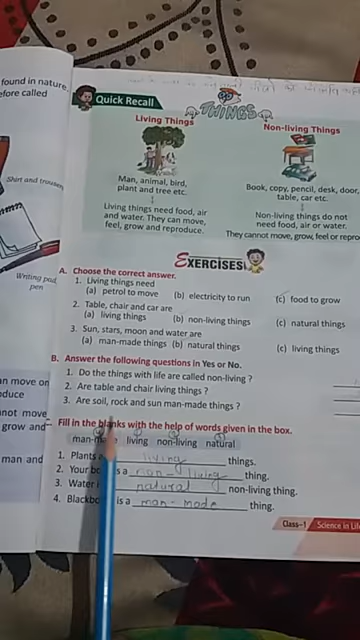 found in nature,
efore called
Quick Recall
THINGS
Living Things
Non-living Things
Man, animal, bird,
plant and tree etc.
Book, copy, pencil, desk, door,
table, car etc.
Living things need food, air
and water. They can move,
feel, grow and reproduce.
Non-living things do not
need food, air or water.
They cannot move, grow, feel or repro
Shirt and trousers
Writing pad,
pen
EXERCISES
A. Choose the correct answer.
1. Living things need
(a) petrol to move (b) electricity to run (c) food to grow
2. Table, chair and car are
(a) living things (b) non-living things (c) natural things
3. Sun, stars, moon and water are
(a) man-made things (b) natural things (c) living things
B. Answer the following questions in Yes or No.
1. Do the things with life are called non-living ?
2. Are table and chair living things ?
3. Are soil, rock and sun man-made things ?
an move on
oduce
not move
grow and
man and
Fill in the blanks with the help of words given in the box.
man-m e living non-living natural
1. Plants a living things.
2. Your bo s a non-living thing.
3. Water i natural non-living thing.
4. Blackbo is a man-made thing.
Class-1 Science in Life